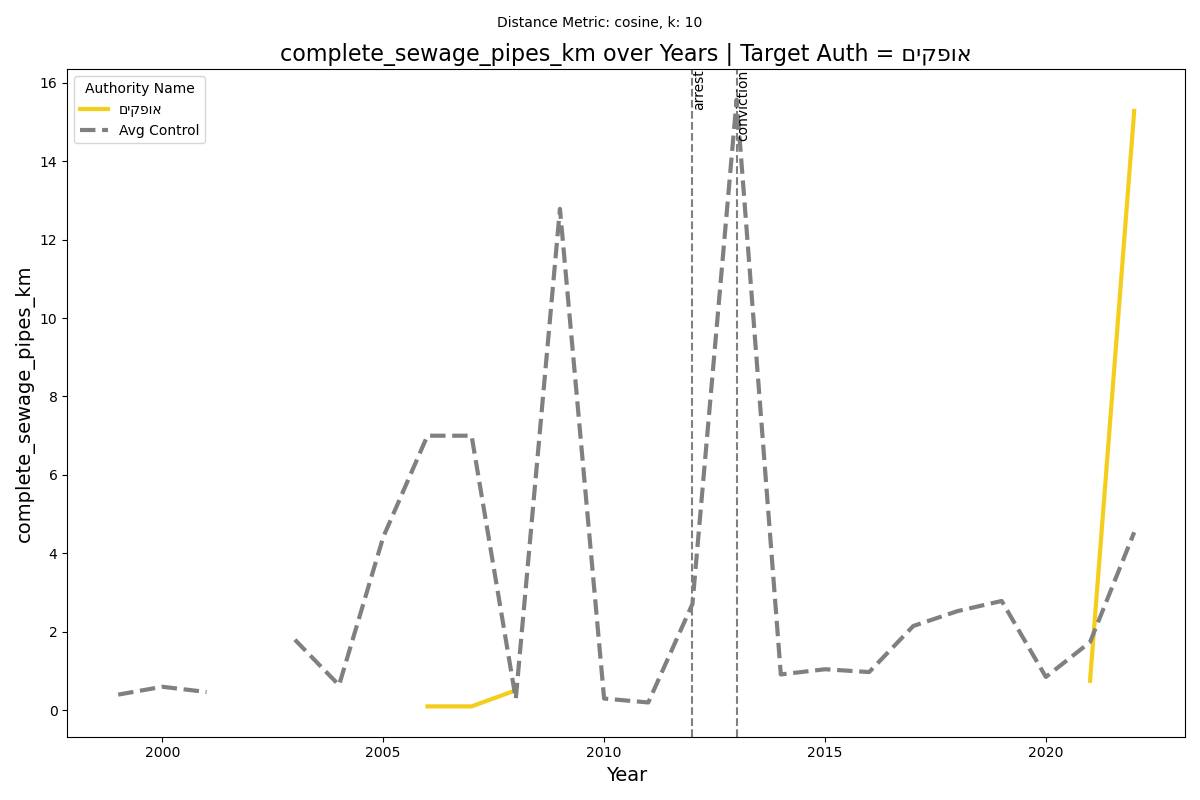 Distance Metric: cosine, k: 10
complete_sewage_pipes_km over Years | Target Auth = אופקים
Authority Name
אופקים
Avg Control
arrest
conviction
complete_sewage_pipes_km
16
14
12
10
8
6
4
2
0
2000 2005 2010 2015 2020
Year